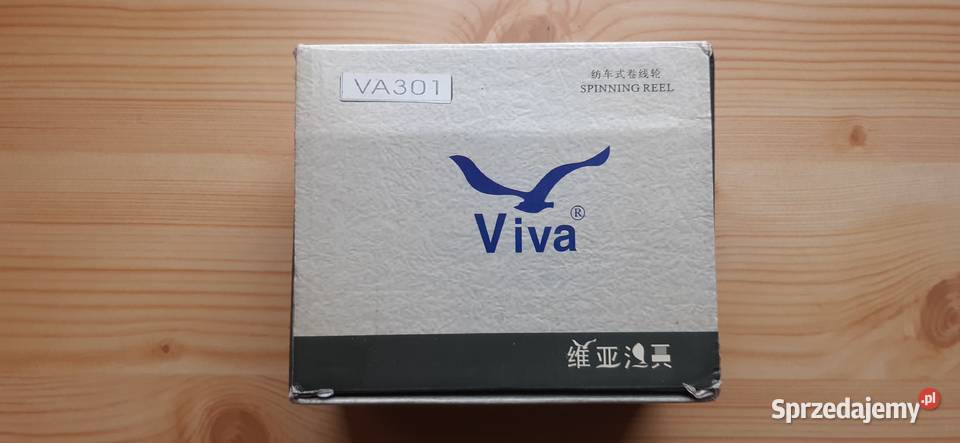 VA301
纺车式卷线轮
SPINNING REEL
Viva®
维亚渔具
Sprzedajemy.pl